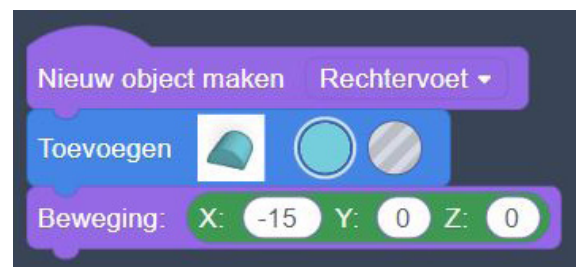 Nieuw object maken Rechtervoet
Toevoegen
Beweging: X: -15 Y: 0 Z: 0